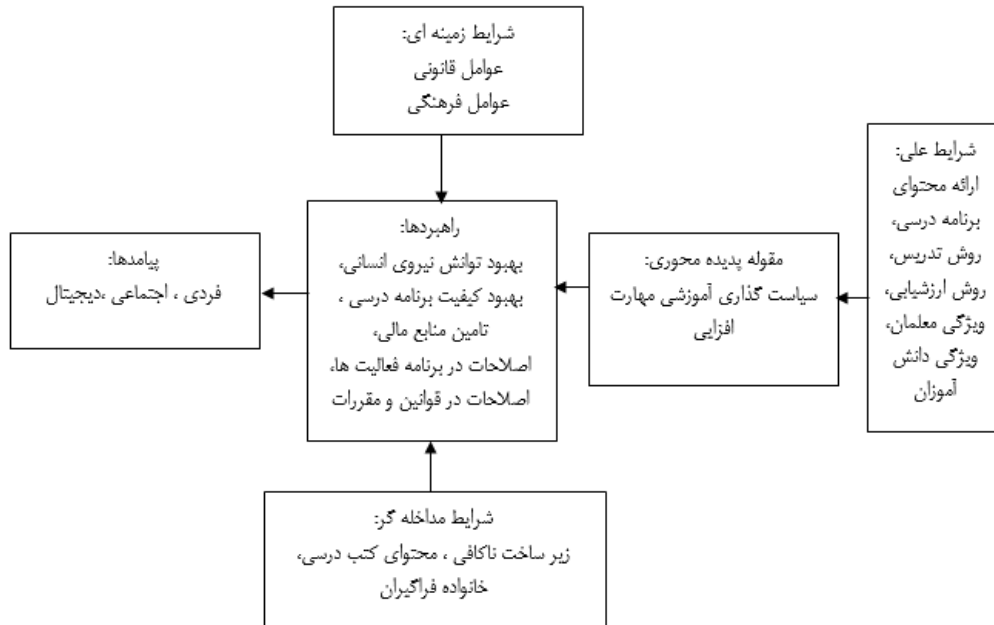 شرایط زمینه ای:
عوامل قانونی
عوامل فرهنگی
شرایط علی:
ارائه محتوای
برنامه درسی،
روش تدریس،
روش ارزشیابی،
ویژگی معلمان،
ویژگی دانش
آموزان
مقوله پدیده محوری:
سیاست گذاری آموزشی مهارت
افزایی
راهبردها:
بهبود توانش نیروی انسانی،
بهبود کیفیت برنامه درسی ،
تامین منابع مالی،
اصلاحات در برنامه فعالیت ها،
اصلاحات در قوانین و مقررات
پیامدها:
فردی ، اجتماعی ،دیجیتال
شرایط مداخله گر:
زیر ساخت ناکافی ، محتوای کتب درسی،
خانواده فراگیران